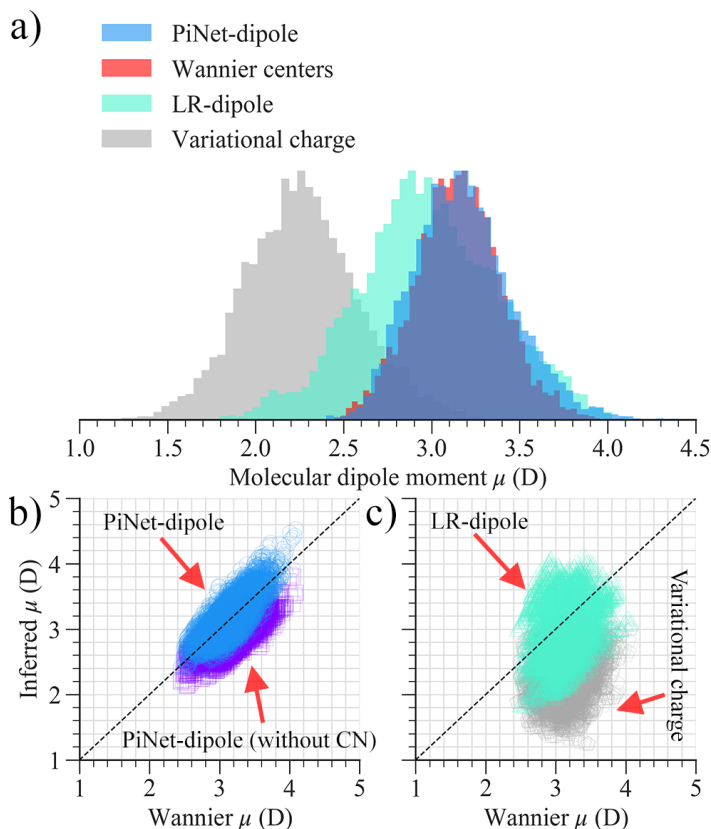 a)
PiNet-dipole
Wannier centers
LR-dipole
Variational charge
1.0 1.5 2.0 2.5 3.0 3.5 4.0 4.5
Molecular dipole moment μ (D)
b)
5
4
3
2
1
Inferred μ (D)
PiNet-dipole
PiNet-dipole (without CN)
1 2 3 4 5
Wannier μ (D)
c)
LR-dipole
Variational charge
1 2 3 4 5
Wannier μ (D)